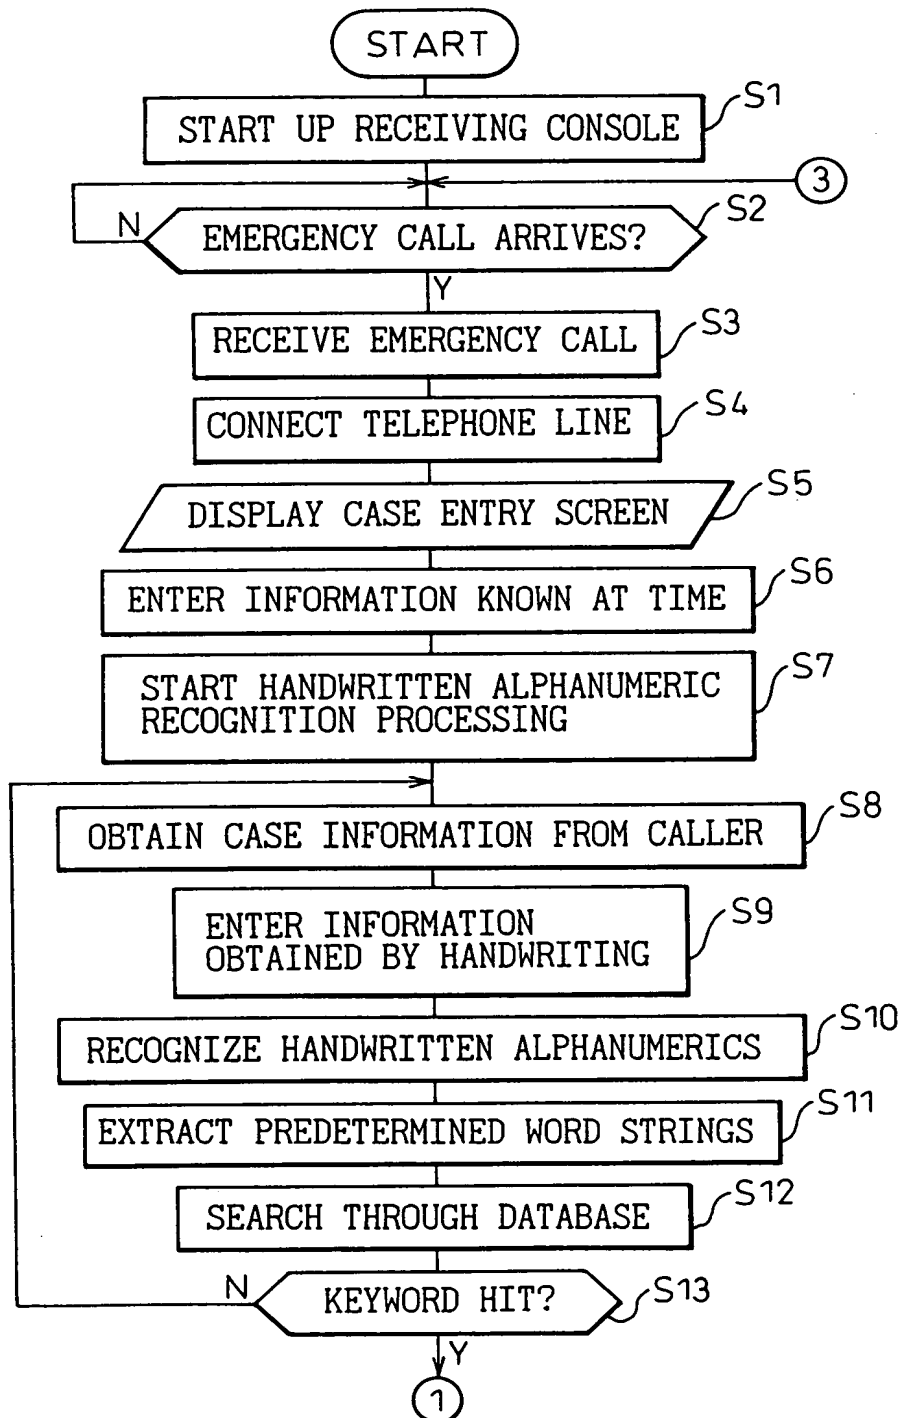 START
START UP RECEIVING CONSOLE
S1
3
N
EMERGENCY CALL ARRIVES?
S2
Y
RECEIVE EMERGENCY CALL
S3
CONNECT TELEPHONE LINE
S4
DISPLAY CASE ENTRY SCREEN
S5
ENTER INFORMATION KNOWN AT TIME
S6
START HANDWRITTEN ALPHANUMERIC
RECOGNITION PROCESSING
S7
OBTAIN CASE INFORMATION FROM CALLER
S8
ENTER INFORMATION
OBTAINED BY HANDWRITING
S9
RECOGNIZE HANDWRITTEN ALPHANUMERICS
S10
EXTRACT PREDETERMINED WORD STRINGS
S11
SEARCH THROUGH DATABASE
S12
N
KEYWORD HIT?
S13
Y
1